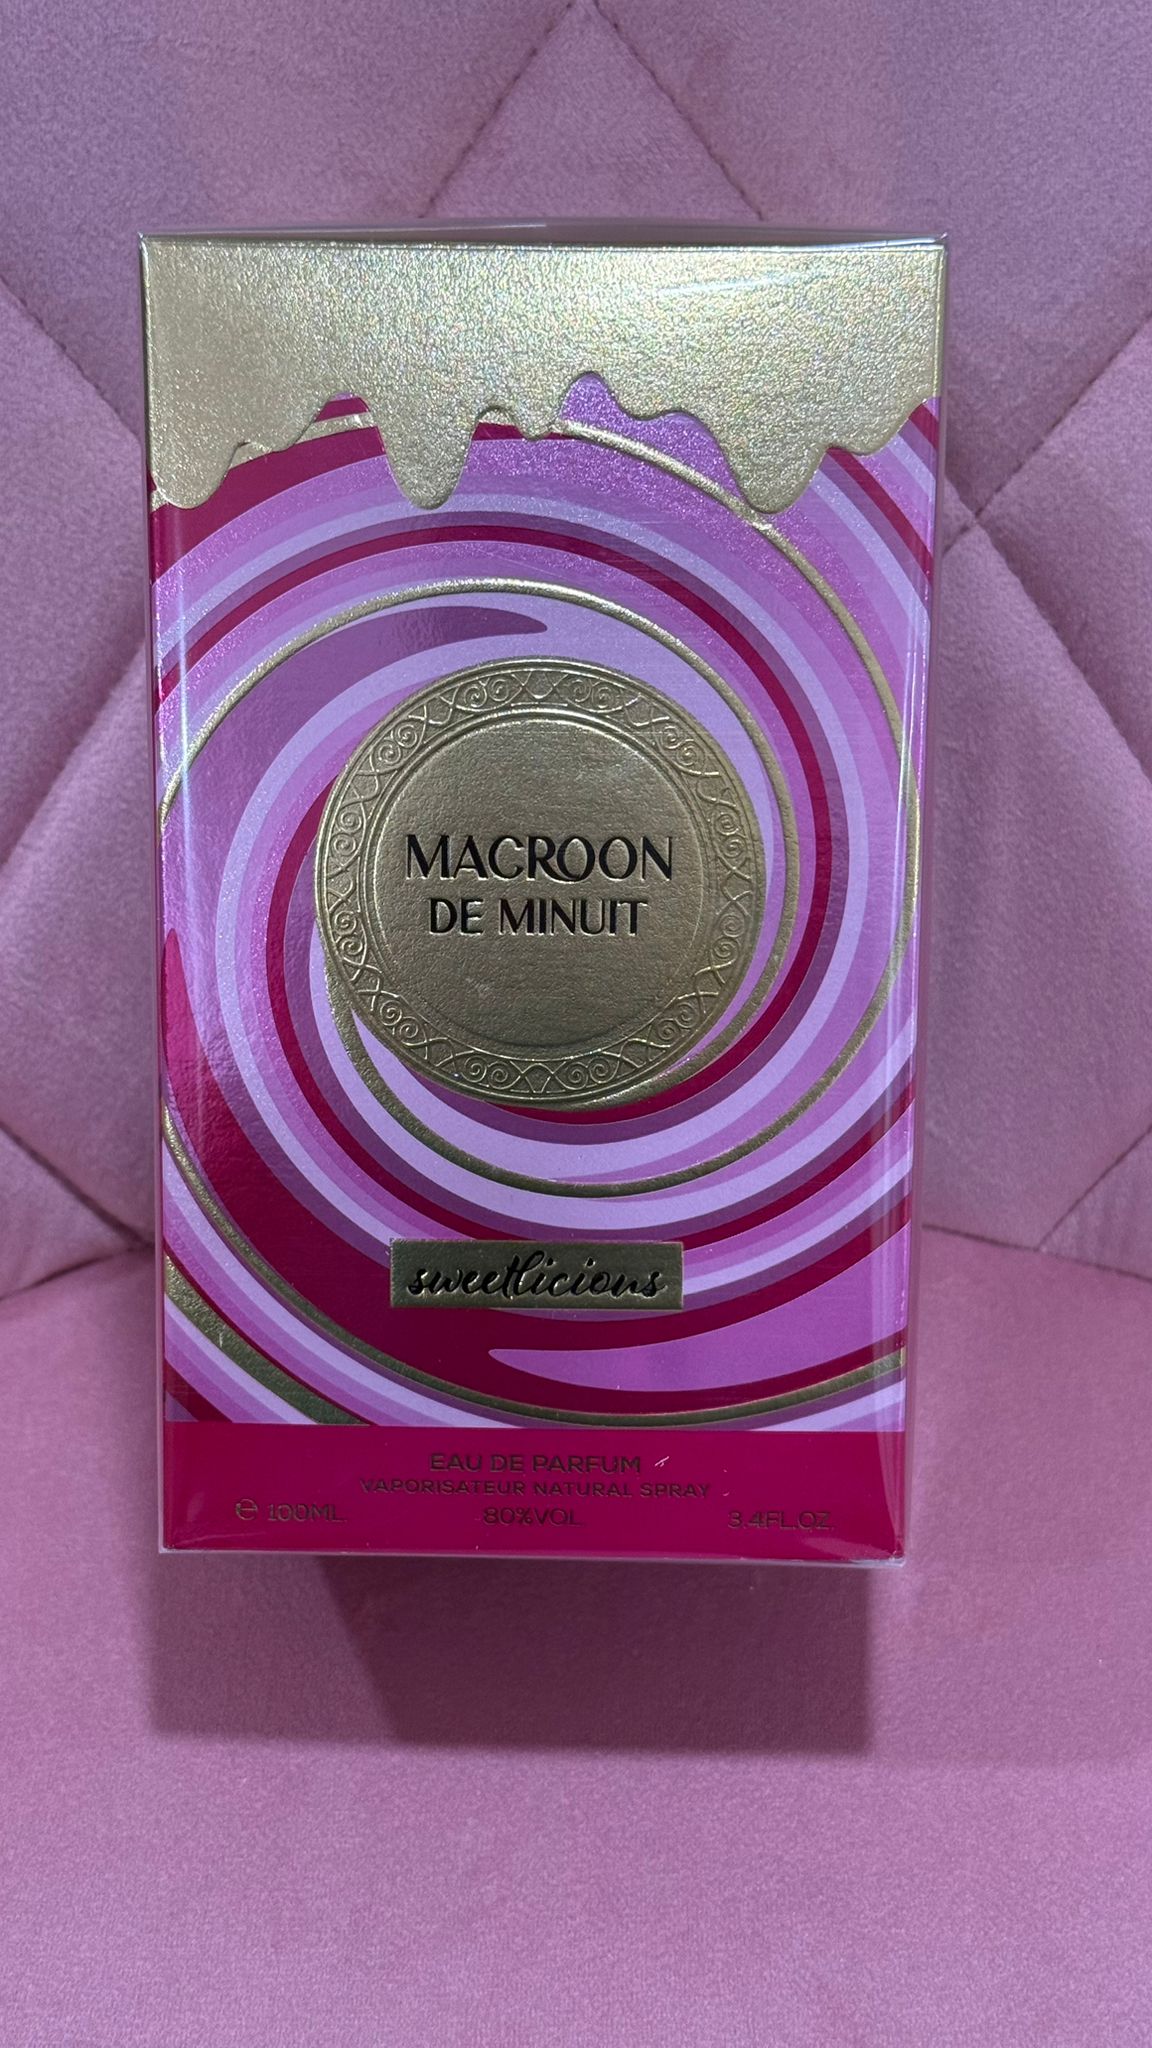 MACROON
DE MINUIT
sweetlicious
EAU DE PARFUM
VAPORISATEUR NATURAL SPRAY
℮ 100ML. 80%VOL. 3.4FL.OZ.